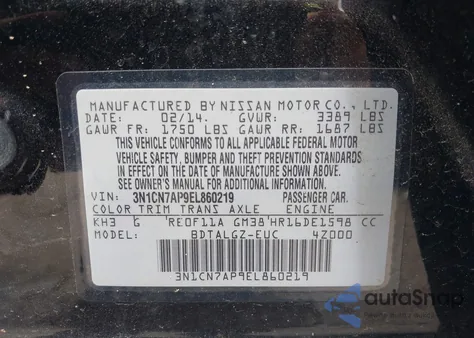 MANUFACTURED BY NISSAN MOTOR CO., LTD.
DATE: 02/14. GVWR: 3389 LBS
GAWR FR: 1750 LBS GAWR RR: 1687 LBS
THIS VEHICLE CONFORMS TO ALL APPLICABLE FEDERAL MOTOR
VEHICLE SAFETY, BUMPER AND THEFT PREVENTION STANDARDS
IN EFFECT ON THE DATE OF MANUFACTURE SHOWN ABOVE.
SEE OWNER'S MANUAL AND DECALS FOR ADDITIONAL
VIN: 3N1CN7AP9EL860219 PASSENGER CAR.
COLOR TRIM TRANS AXLE ENGINE
KH3 G RE0F11A GM38 HR16DE1598 CC
MODEL: BDTALGZ-EUC 4Z000
3N1CN7AP9EL860219
autoSnap